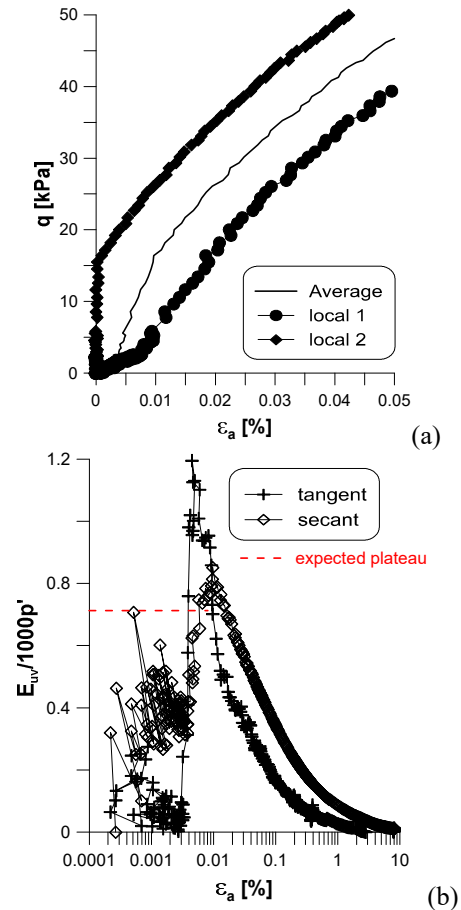 50
40
30
20
10
0
q [kPa]
Average
local 1
local 2
0 0.01 0.02 0.03 0.04 0.05
εa [%]
(a)
1.2
0.8
0.4
0
Euv/1000p'
tangent
secant
expected plateau
0.0001 0.001 0.01 0.1 1 10
εa [%]
(b)